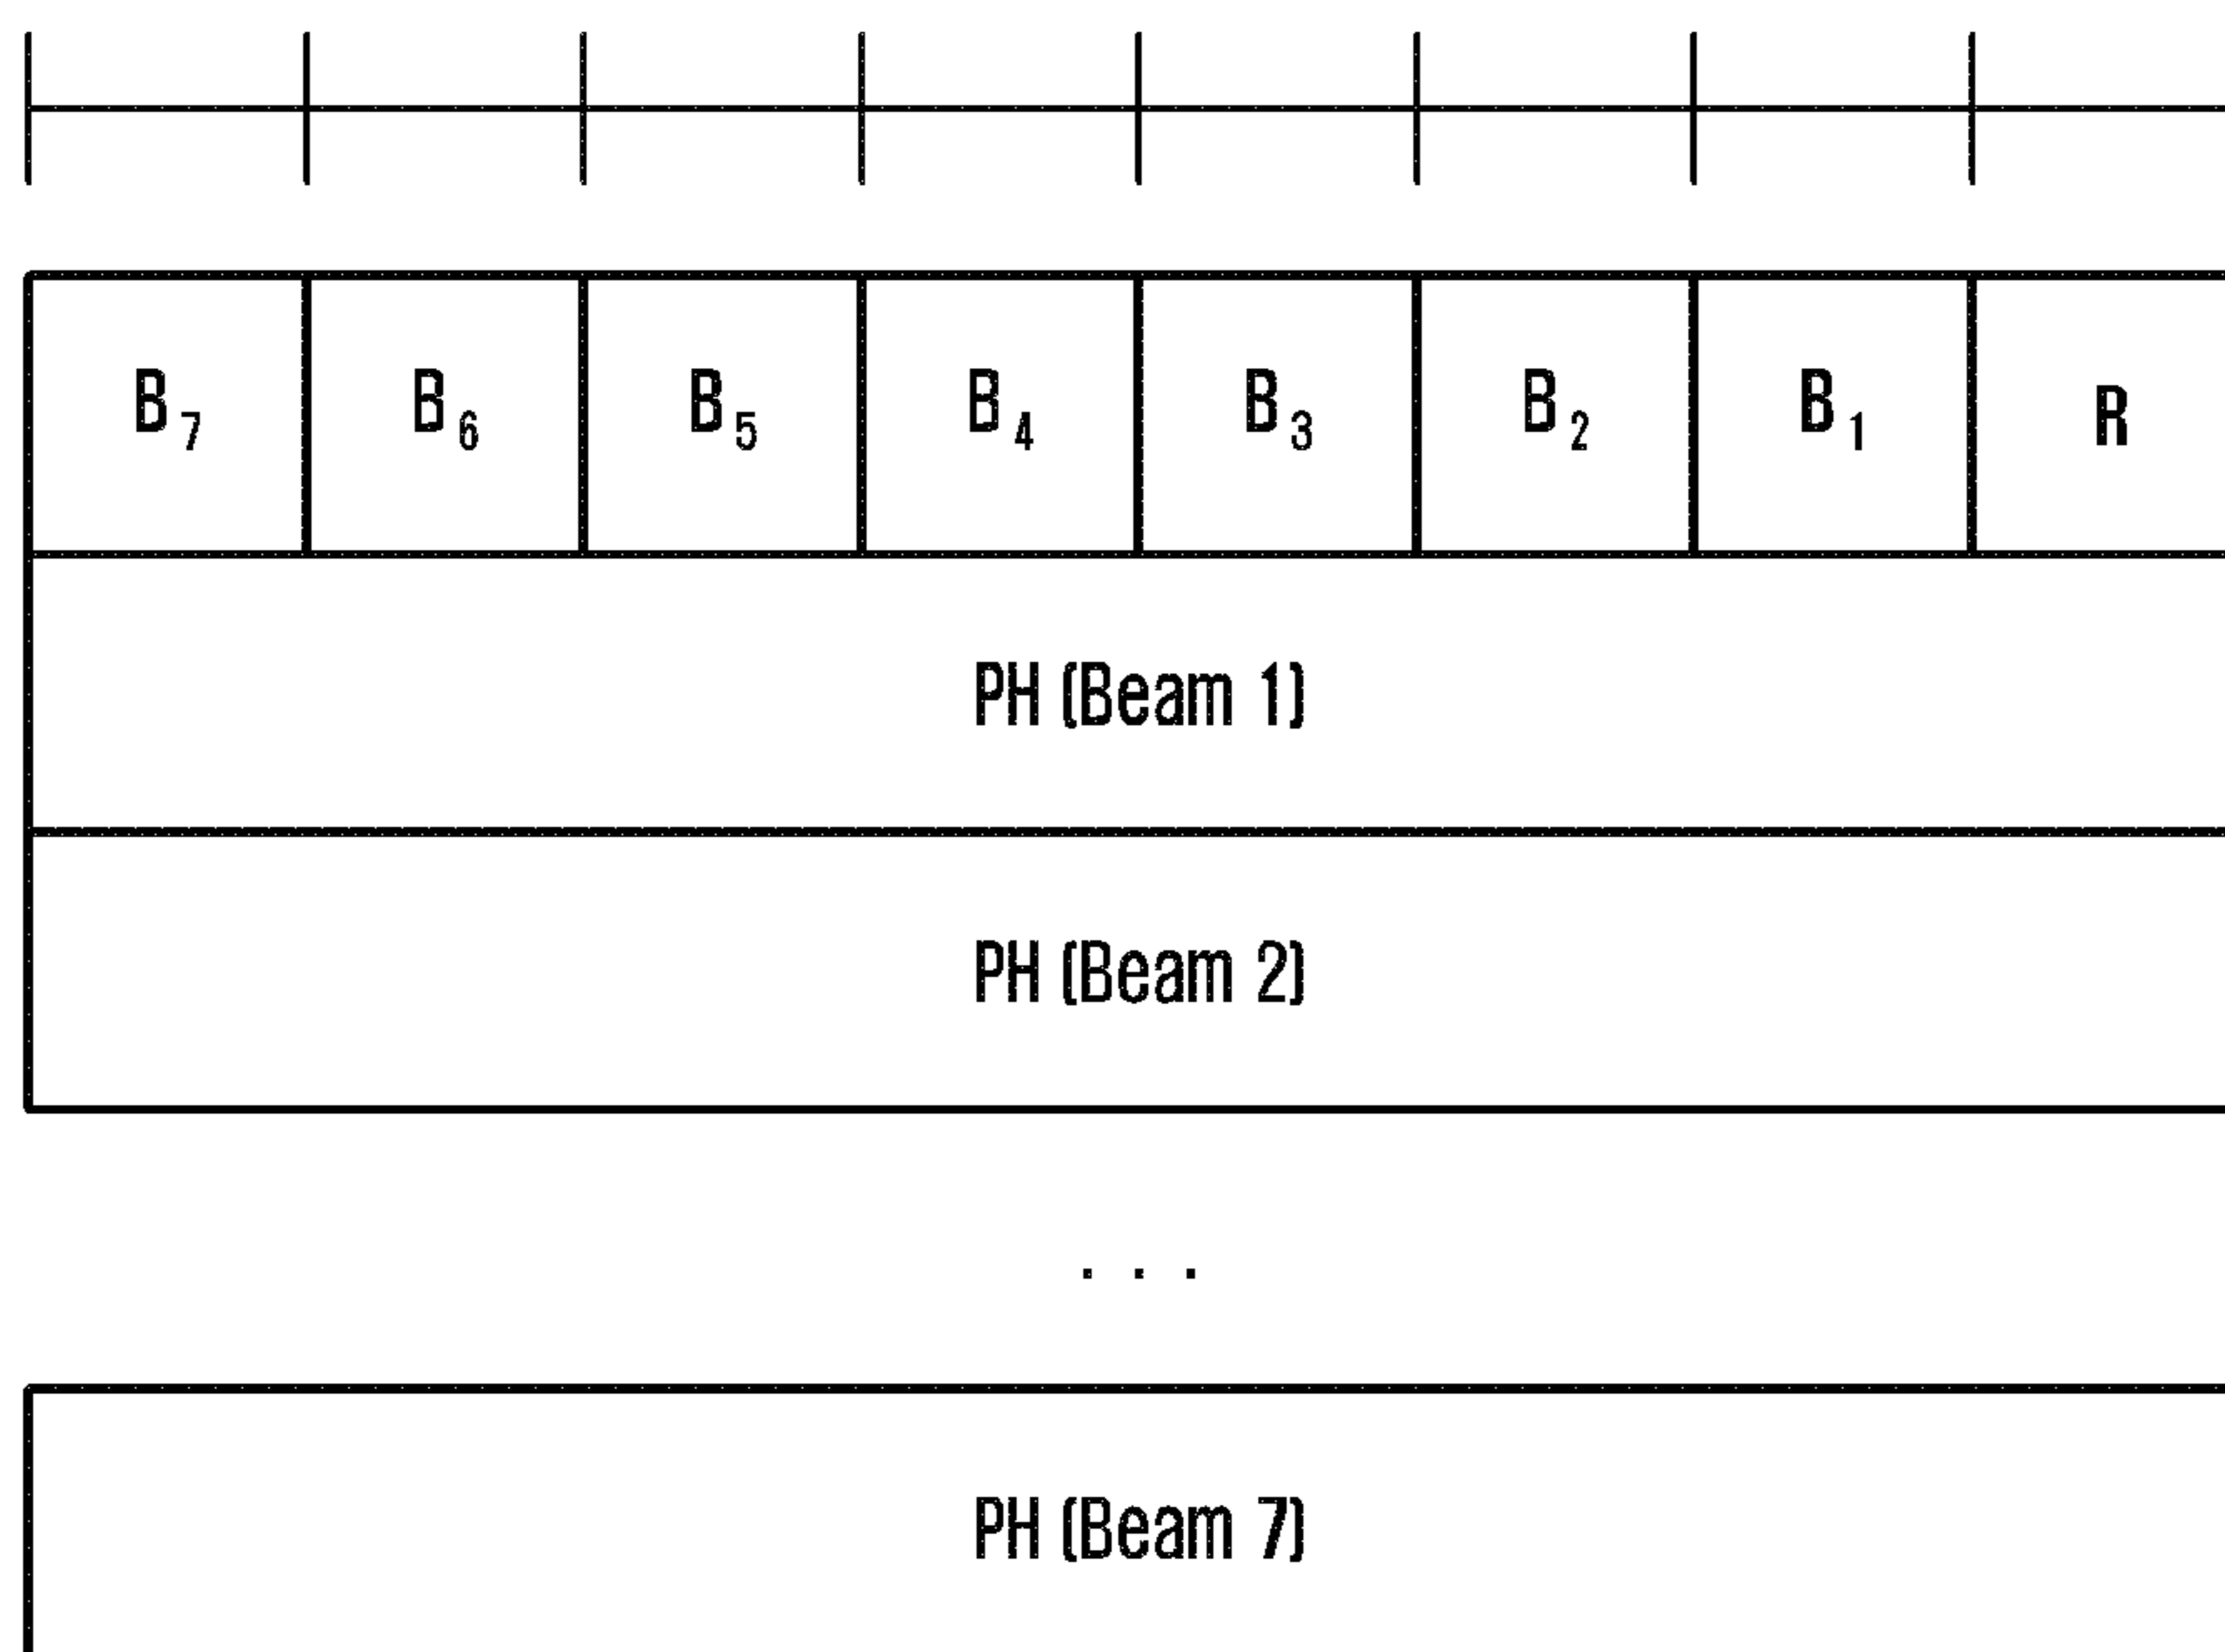 B7 B6 B5 B4 B3 B2 B1 R
PH (Beam 1)
PH (Beam 2)
...
PH (Beam 7)